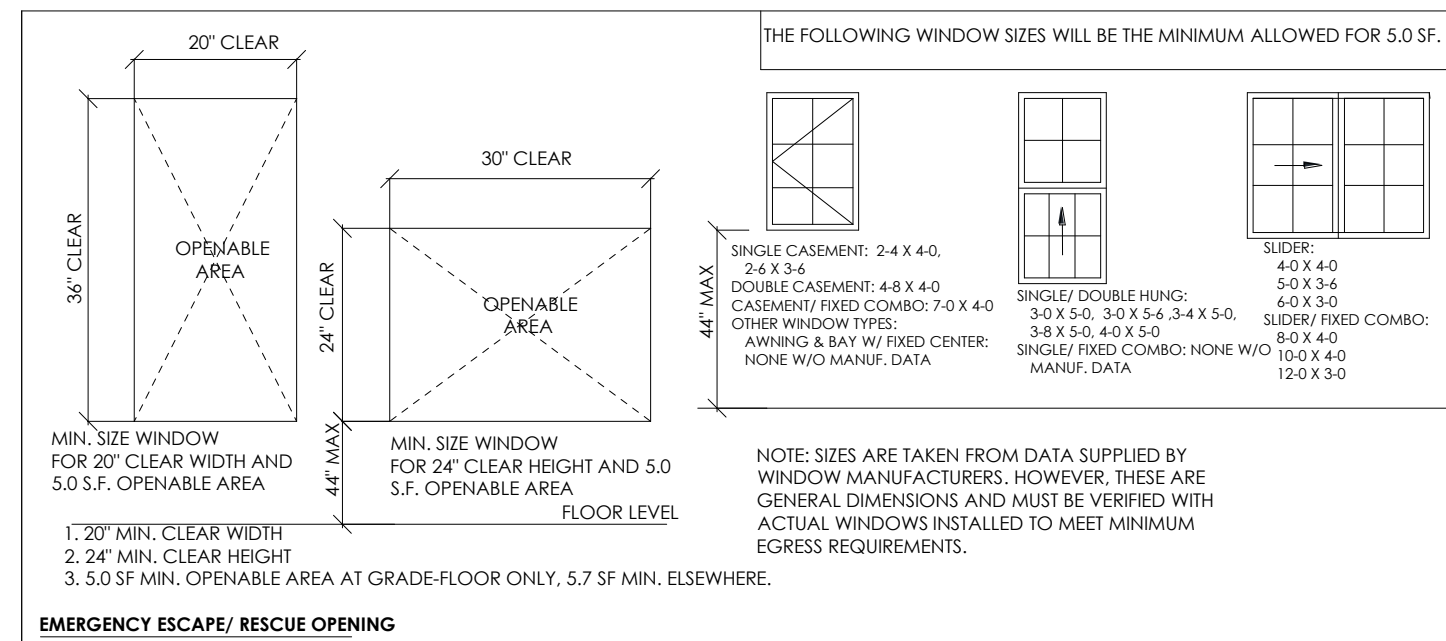 THE FOLLOWING WINDOW SIZES WILL BE THE MINIMUM ALLOWED FOR 5.0 SF.
20" CLEAR
36" CLEAR
OPENABLE
AREA
MIN. SIZE WINDOW
FOR 20" CLEAR WIDTH AND
5.0 S.F. OPENABLE AREA
30" CLEAR
24" CLEAR
OPENABLE
AREA
44" MAX
MIN. SIZE WINDOW
FOR 24" CLEAR HEIGHT AND 5.0
S.F. OPENABLE AREA
FLOOR LEVEL
44" MAX
SINGLE CASEMENT: 2-4 X 4-0,
2-6 X 3-6
DOUBLE CASEMENT: 4-8 X 4-0
CASEMENT/ FIXED COMBO: 7-0 X 4-0
OTHER WINDOW TYPES:
AWNING & BAY W/ FIXED CENTER:
NONE W/O MANUF. DATA
SINGLE/ DOUBLE HUNG:
3-0 X 5-0, 3-0 X 5-6 ,3-4 X 5-0,
3-8 X 5-0, 4-0 X 5-0
SINGLE/ FIXED COMBO: NONE W/O
MANUF. DATA
SLIDER:
4-0 X 4-0
5-0 X 3-6
6-0 X 3-0
SLIDER/ FIXED COMBO:
8-0 X 4-0
10-0 X 4-0
12-0 X 3-0
NOTE: SIZES ARE TAKEN FROM DATA SUPPLIED BY
WINDOW MANUFACTURERS. HOWEVER, THESE ARE
GENERAL DIMENSIONS AND MUST BE VERIFIED WITH
ACTUAL WINDOWS INSTALLED TO MEET MINIMUM
EGRESS REQUIREMENTS.
1. 20" MIN. CLEAR WIDTH
2. 24" MIN. CLEAR HEIGHT
3. 5.0 SF MIN. OPENABLE AREA AT GRADE-FLOOR ONLY, 5.7 SF MIN. ELSEWHERE.
EMERGENCY ESCAPE/ RESCUE OPENING